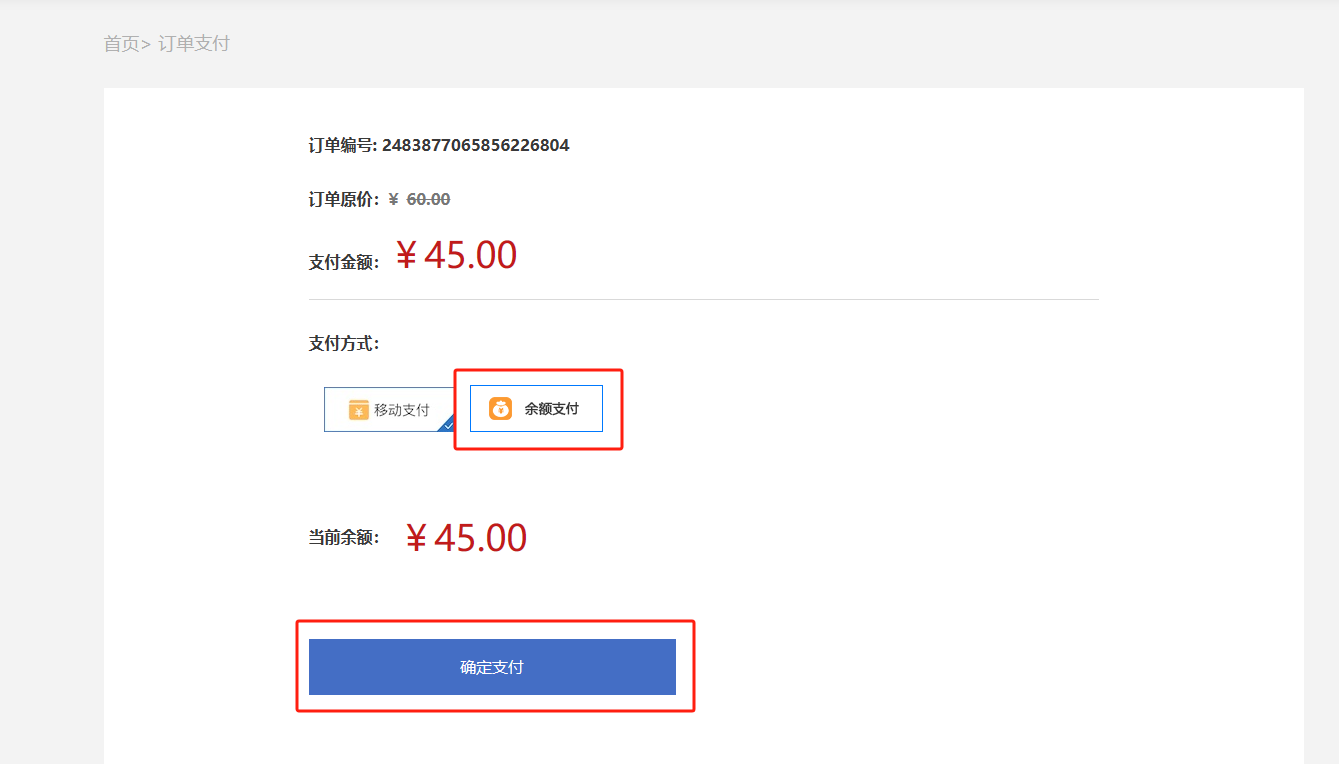 首页> 订单支付
订单编号: 2483877065856226804
订单原价: ¥ 60.00
支付金额: ¥ 45.00
支付方式:
¥ 移动支付 ¥ 余额支付
当前余额: ¥ 45.00
确定支付